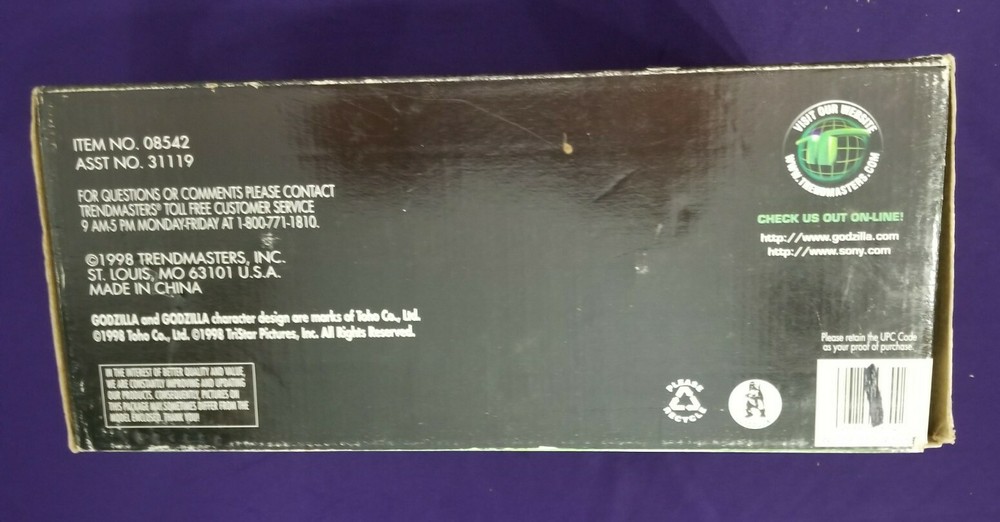 ITEM NO. 08542
ASST NO. 31119
FOR QUESTIONS OR COMMENTS PLEASE CONTACT
TRENDMASTERS® TOLL FREE CUSTOMER SERVICE
9 AM-5 PM MONDAY-FRIDAY AT 1-800-771-1810.
©1998 TRENDMASTERS, INC.
ST. LOUIS, MO 63101 U.S.A.
MADE IN CHINA
GODZILLA and GODZILLA character design are marks of Toho Co., Ltd.
©1998 Toho Co., Ltd. ©1998 TriStar Pictures, Inc. All Rights Reserved.
IN THE INTEREST OF BETTER QUALITY AND VALUE,
WE ARE CONSTANTLY IMPROVING AND UPDATING
OUR PRODUCTS. CONSEQUENTLY, PICTURES ON
THIS PACKAGE MAY SOMETIMES DIFFER FROM THE
MODEL ENCLOSED. THANK YOU!
PLEASE
RECYCLE
VISIT OUR WEBSITE
WWW.TRENDMASTERS.COM
CHECK US OUT ON-LINE!
http://www.godzilla.com
http://www.sony.com
Please retain the UPC Code
as your proof of purchase.